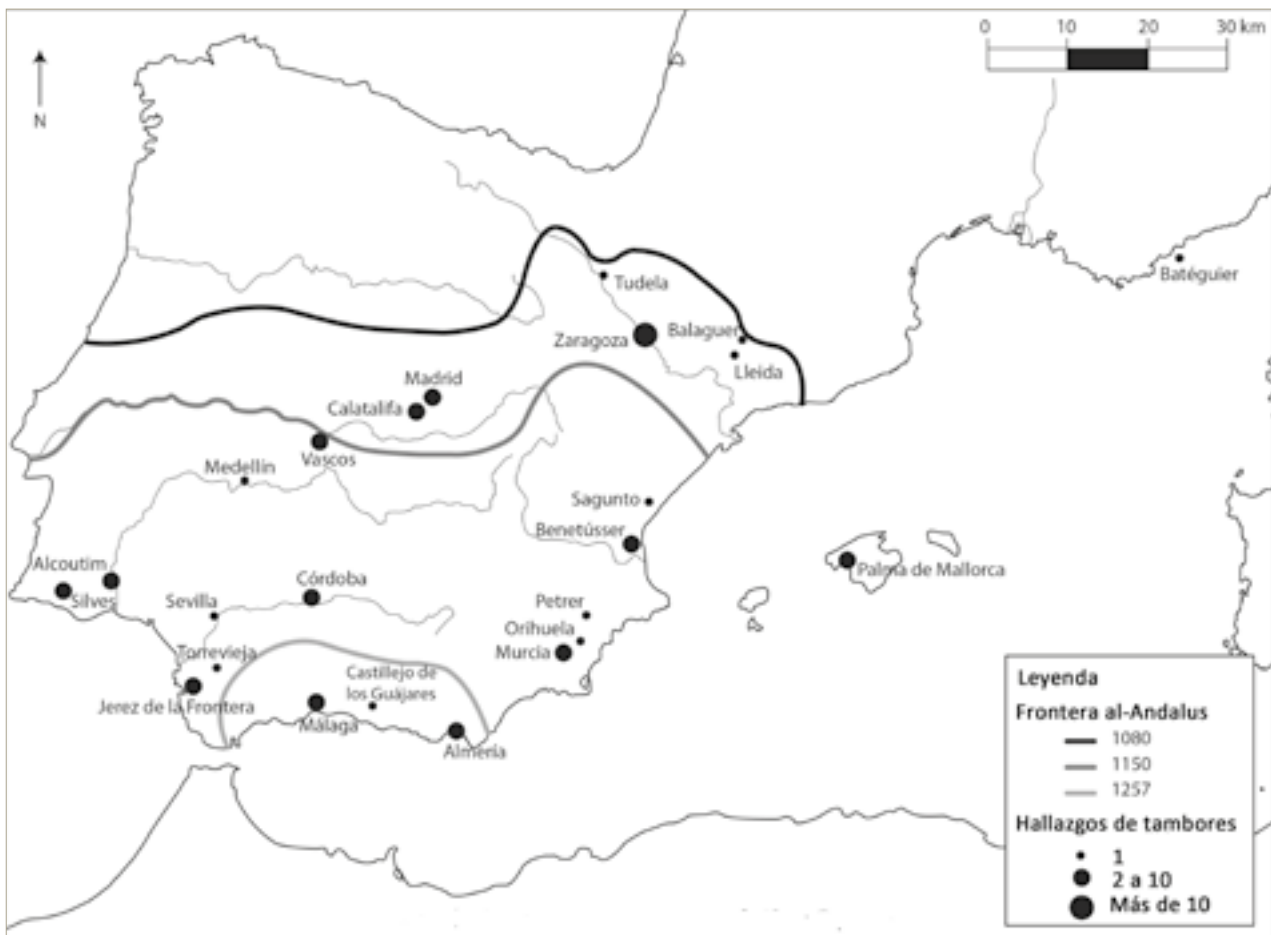 0 10 20 30 km
N
Tudela
Batéguier
Zaragoza
Balaguer
Lleida
Madrid
Calatalifa
Vascos
Medellín
Sagunto
Benetússer
Alcoutim
Silves
Córdoba
Palma de Mallorca
Sevilla
Petrer
Orihuela
Murcia
Torrevieja
Castillejo de
los Guájares
Jerez de la Frontera
Málaga
Almería
Leyenda
Frontera al-Andalus
1080
1150
1257
Hallazgos de tambores
1
2 a 10
Más de 10